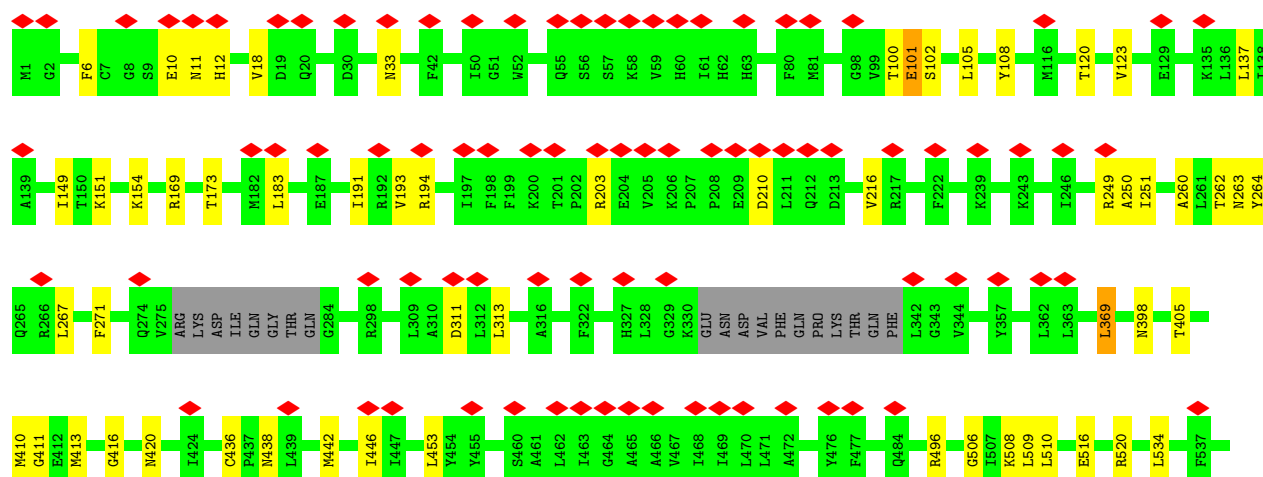 M1 G2 F6 C7 G8 S9 E10 N11 H12 V18 D19 Q20 D30 N33 F42 I50 G51 W52 Q55 S56 S57 K58 V59 H60 I61 H62 H63 F80 M81 G98 V99 T100 E101 S102 L105 Y108 M116 T120 V123 E129 K135 L136 L137 I138
A139 I149 T150 K151 K154 R169 T173 M182 L183 E187 I191 R192 V193 R194 I197 F198 F199 K200 T201 P202 R203 E204 V205 K206 P207 P208 E209 D210 L211 Q212 D213 V216 R217 F222 K239 K243 I246 R249 A250 I251 A260 L261 T262 N263 Y264
Q265 R266 L267 F271 Q274 V275 ARG LYS ASP ILE GLN GLY THR GLN G284 R298 L309 A310 D311 L312 L313 A316 F322 H327 L328 G329 K330 GLU ASN ASP VAL PHE GLN PRO LYS THR GLN PHE L342 G343 V344 Y357 L362 L363 L369 N398 T405
M410 G411 E412 M413 G416 N420 I424 C436 P437 N438 L439 M442 I446 I447 L453 Y454 Y455 S460 A461 L462 I463 G464 A465 A466 V467 I468 I469 L470 L471 A472 Y476 F477 Q484 R496 G506 I507 K508 L509 L510 E516 R520 L534 F537